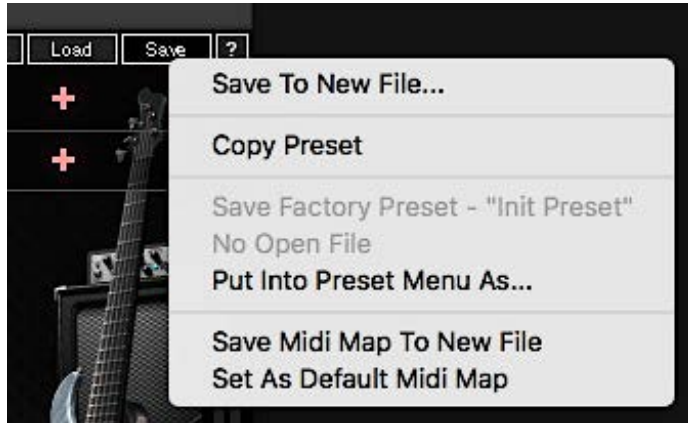 Load Save ?
Save To New File...
Copy Preset
Save Factory Preset - "Init Preset"
No Open File
Put Into Preset Menu As...
Save Midi Map To New File
Set As Default Midi Map